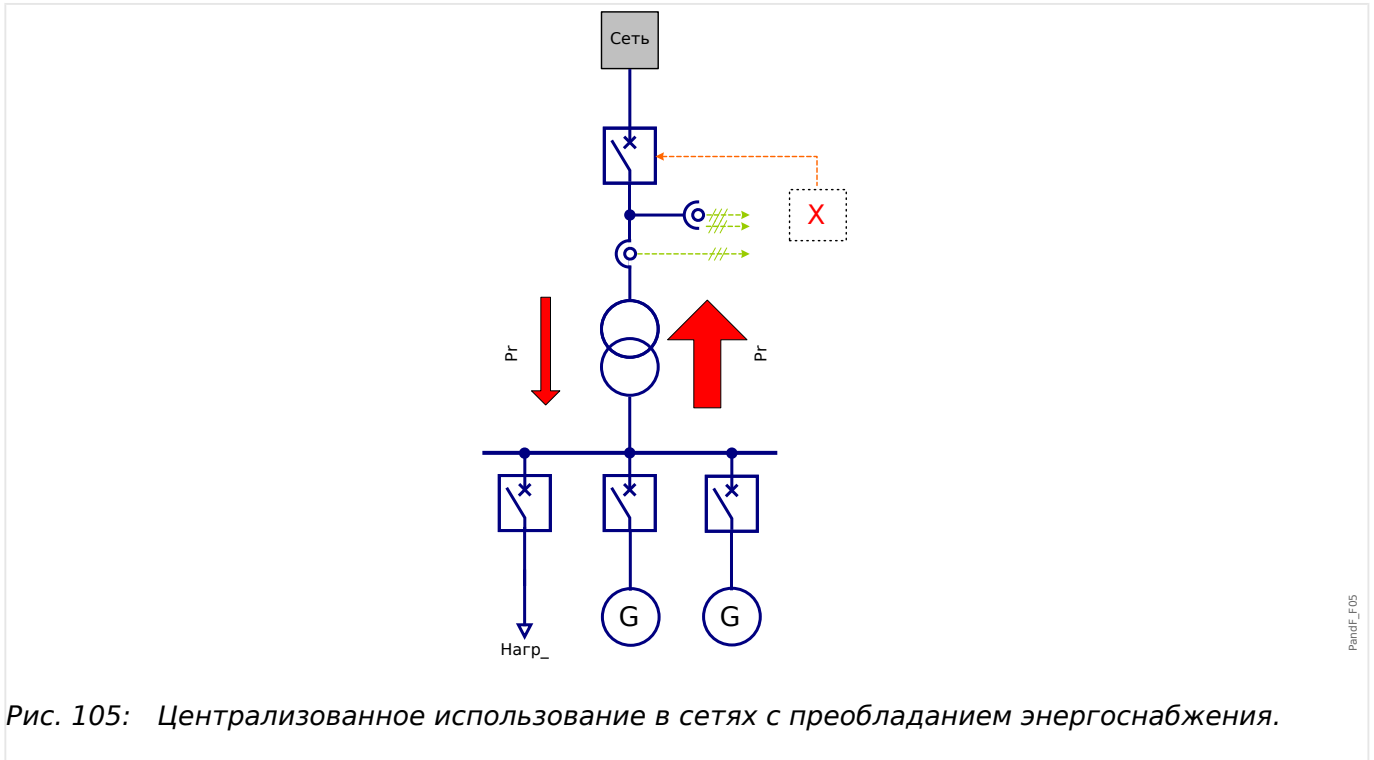 Сеть
X
Pr
Pr
G
G
Нагр_
PandF_F05
Рис. 105: Централизованное использование в сетях с преобладанием энергоснабжения.